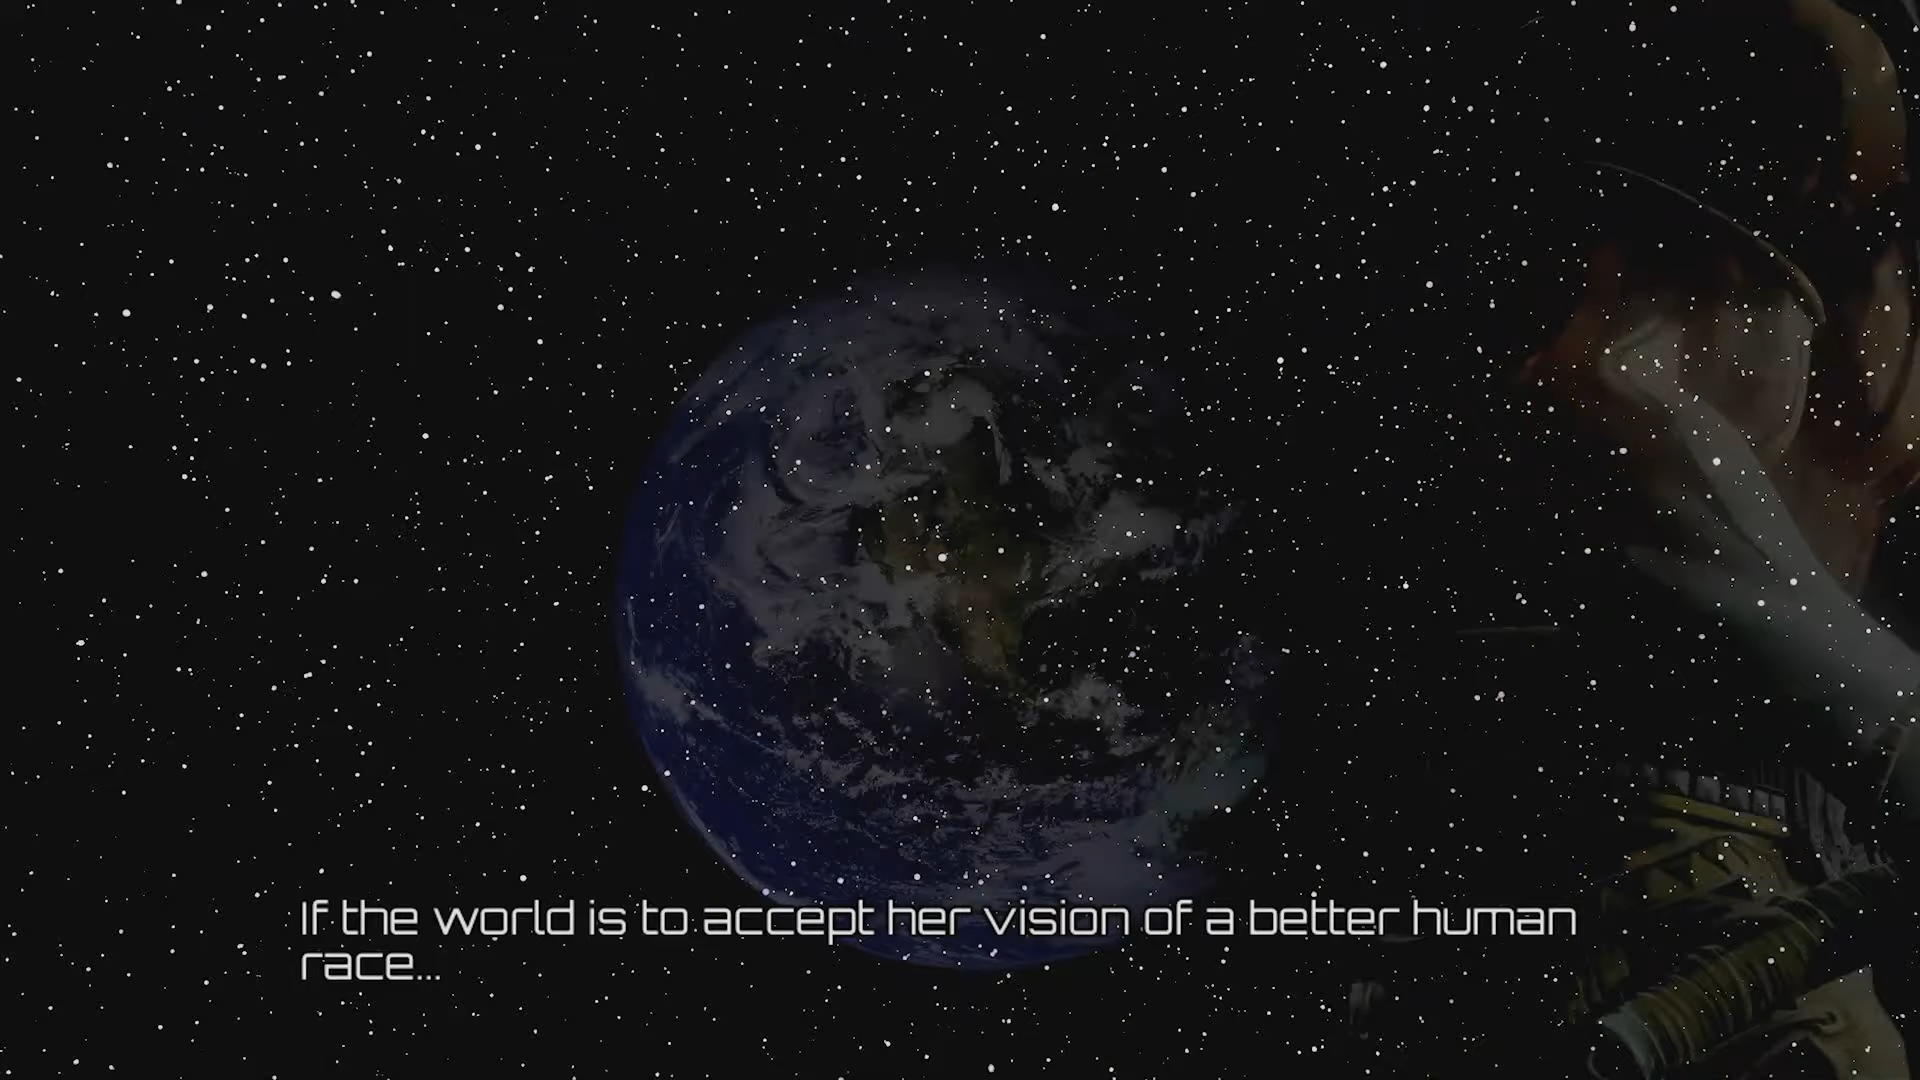 If the world is to accept her vision of a better human
race...